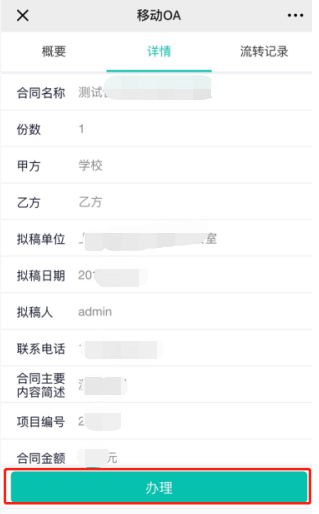 移动OA
概要 详情 流转记录
合同名称 测试
份数 1
甲方 学校
乙方 乙方
拟稿单位 室
拟稿日期 201
拟稿人 admin
联系电话
合同主要
内容简述
项目编号 2
合同金额 元
办理